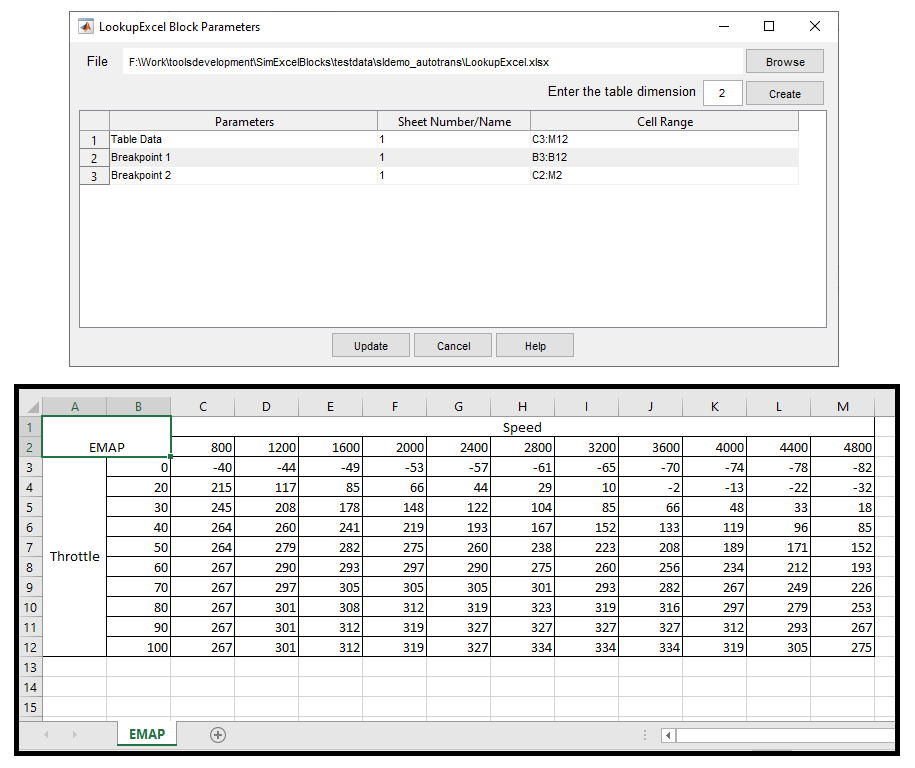 LookupExcel Block Parameters
File F:\Work\toolsdevelopment\SimExcelBlocks\testdata\sldemo_autotrans\LookupExcel.xlsx Browse
Enter the table dimension 2 Create
Parameters Sheet Number/Name Cell Range
1 Table Data 1 C3:M12
2 Breakpoint 1 1 B3:B12
3 Breakpoint 2 1 C2:M2
Update Cancel Help
A B C D E F G H I J K L M
1 Speed
2 EMAP 800 1200 1600 2000 2400 2800 3200 3600 4000 4400 4800
3 0 -40 -44 -49 -53 -57 -61 -65 -70 -74 -78 -82
4 20 215 117 85 66 44 29 10 -2 -13 -22 -32
5 30 245 208 178 148 122 104 85 66 48 33 18
6 40 264 260 241 219 193 167 152 133 119 96 85
7 50 264 279 282 275 260 238 223 208 189 171 152
Throttle
8 60 267 290 293 297 290 275 260 256 234 212 193
9 70 267 297 305 305 305 301 293 282 267 249 226
10 80 267 301 308 312 319 323 319 316 297 279 253
11 90 267 301 312 319 327 327 327 327 312 293 267
12 100 267 301 312 319 327 334 334 334 319 305 275
13
14
15
EMAP